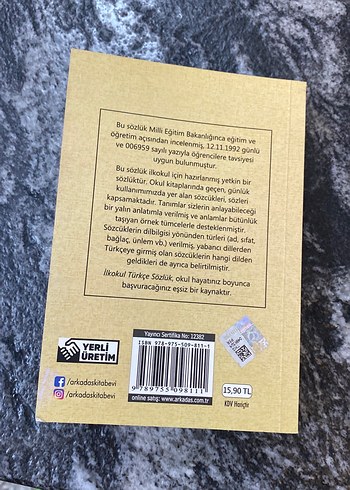 Bu sözlük Milli Eğitim Bakanlığınca eğitim ve
öğretim açısından incelenmiş, 12.11.1992 günlü
ve 006959 sayılı yazıyla öğrencilere tavsiyesi
uygun bulunmuştur.
Bu sözlük ilkokul için hazırlanmış yetkin bir
sözlüktür. Okul kitaplarında geçen, günlük
kullanımımızda yer alan sözcükleri, sözleri
kapsamaktadır. Tanımlar sizlerin anlayabileceği
bir yalın anlatımla verilmiş ve anlamlar bütünlük
taşıyan örnek tümcelerle desteklenmiştir.
Sözcüklerin dilbilgisi yönünden türleri (ad, sıfat,
bağlaç, ünlem vb.) verilmiş, yabancı dillerden
Türkçeye girmiş olan sözcüklerin hangi dilden
geldikleri de ayrıca belirtilmiştir.
İlkokul Türkçe Sözlük, okul hayatınız boyunca
başvuracağınız eşsiz bir kaynaktır.
YERLİ
ÜRETİM
/arkadaskitabevi
/arkadaskitabevi
Yayıncı Sertifika No: 12382
ISBN 978-975-509-811-1
9 789755 098111
online satış: www.arkadas.com.tr
15,90 TL
KDV Hariçtir